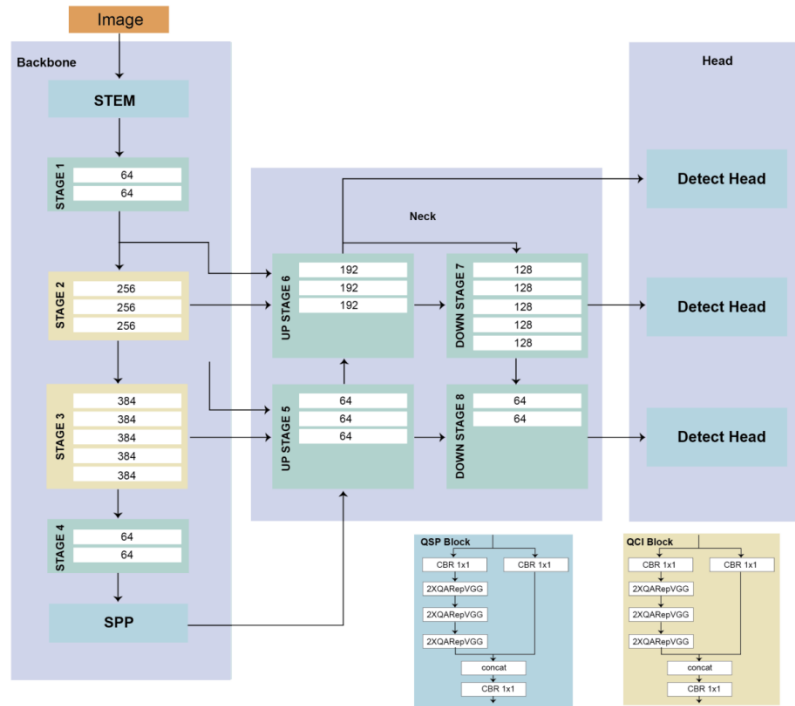 Image
Backbone
STEM
STAGE 1
64
64
STAGE 2
256
256
256
STAGE 3
384
384
384
384
384
STAGE 4
64
64
SPP
Neck
UP STAGE 6
192
192
192
DOWN STAGE 7
128
128
128
128
128
UP STAGE 5
64
64
64
DOWN STAGE 8
64
64
Head
Detect Head
Detect Head
Detect Head
QSP Block
CBR 1x1
CBR 1x1
2XQARepVGG
2XQARepVGG
2XQARepVGG
concat
CBR 1x1
QCI Block
CBR 1x1
CBR 1x1
2XQARepVGG
2XQARepVGG
2XQARepVGG
concat
CBR 1x1